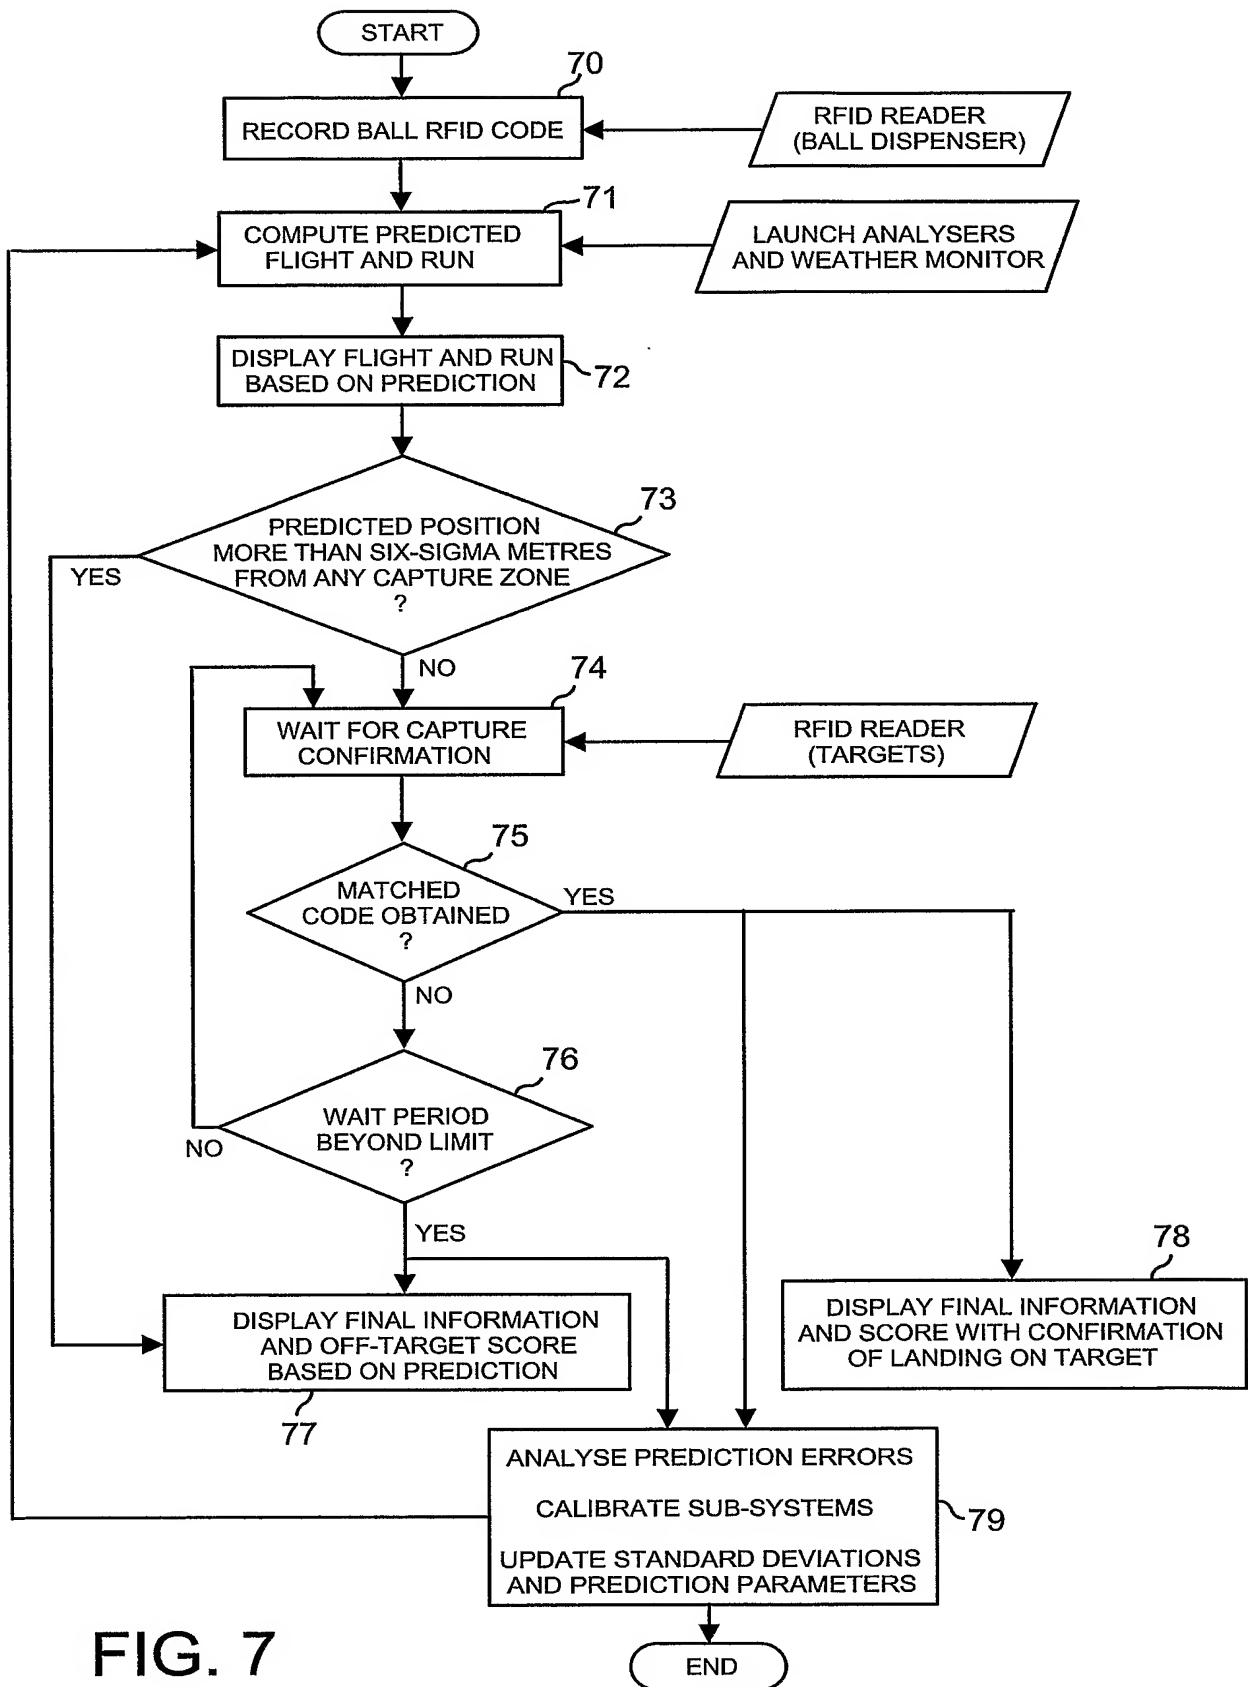 START
70
RECORD BALL RFID CODE
RFID READER
(BALL DISPENSER)
71
COMPUTE PREDICTED
FLIGHT AND RUN
LAUNCH ANALYSERS
AND WEATHER MONITOR
DISPLAY FLIGHT AND RUN
BASED ON PREDICTION
72
73
PREDICTED POSITION
MORE THAN SIX-SIGMA METRES
FROM ANY CAPTURE ZONE
?
YES
NO
74
WAIT FOR CAPTURE
CONFIRMATION
RFID READER
(TARGETS)
75
MATCHED
CODE OBTAINED
?
YES
NO
76
WAIT PERIOD
BEYOND LIMIT
?
NO
YES
78
DISPLAY FINAL INFORMATION
AND OFF-TARGET SCORE
BASED ON PREDICTION
77
DISPLAY FINAL INFORMATION
AND SCORE WITH CONFIRMATION
OF LANDING ON TARGET
ANALYSE PREDICTION ERRORS
CALIBRATE SUB-SYSTEMS
UPDATE STANDARD DEVIATIONS
AND PREDICTION PARAMETERS
79
END
FIG. 7